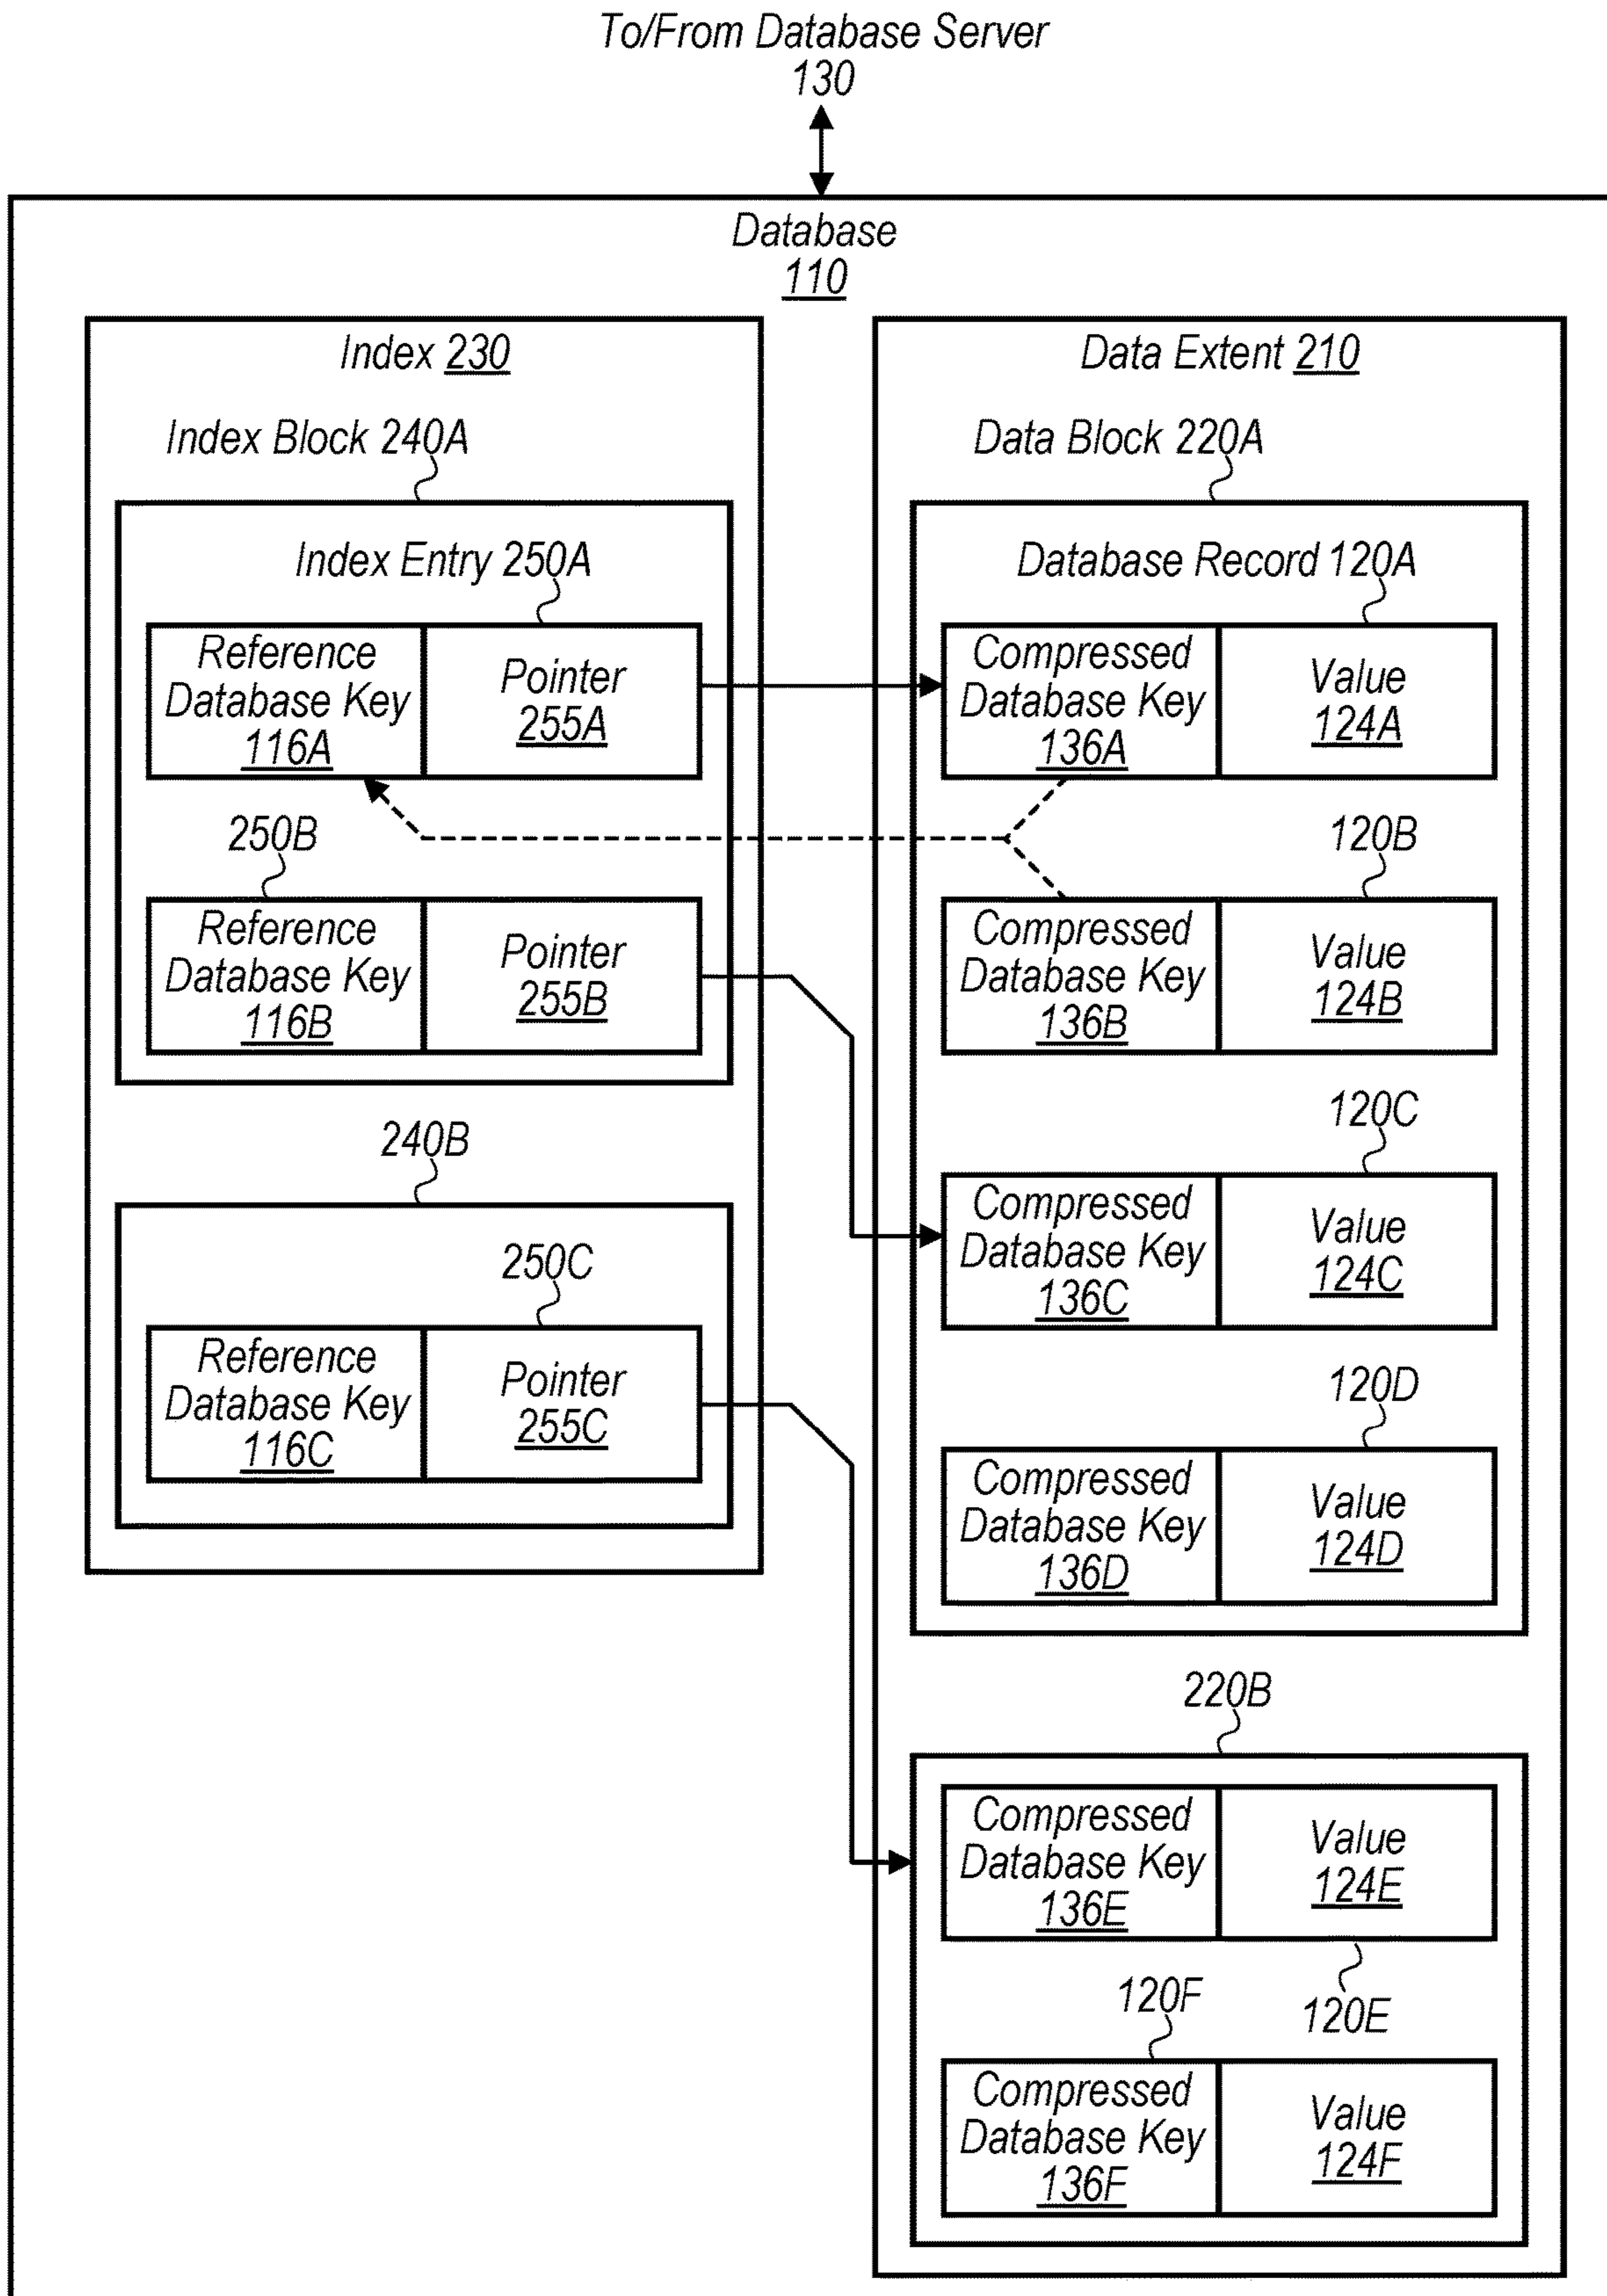 To/From Database Server
130
Database
110
Index 230
Index Block 240A
Index Entry 250A
Reference
Database Key
116A
Pointer
255A
250B
Reference
Database Key
116B
Pointer
255B
240B
250C
Reference
Database Key
116C
Pointer
255C
Data Extent 210
Data Block 220A
Database Record 120A
Compressed
Database Key
136A
Value
124A
120B
Compressed
Database Key
136B
Value
124B
120C
Compressed
Database Key
136C
Value
124C
120D
Compressed
Database Key
136D
Value
124D
220B
Compressed
Database Key
136E
Value
124E
120E
120F
Compressed
Database Key
136F
Value
124F